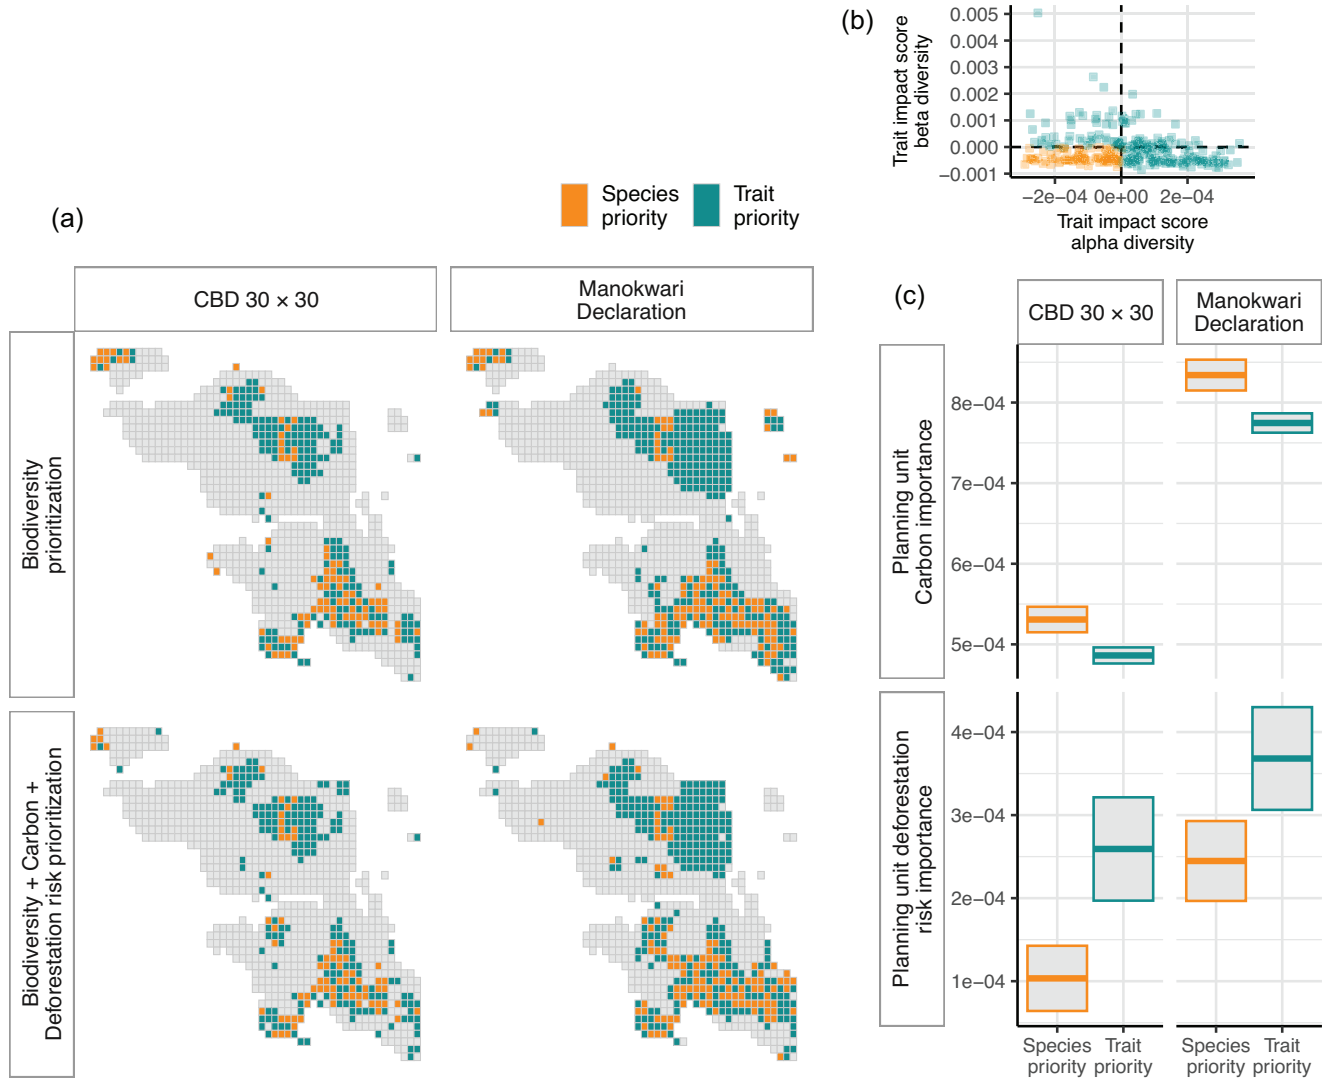 (a)
Species
priority
Trait
priority
CBD 30 × 30
Manokwari
Declaration
Biodiversity
prioritization
Biodiversity + Carbon +
Deforestation risk prioritization
(b)
Trait impact score
beta diversity
0.005
0.004
0.003
0.002
0.001
0.000
−0.001
−2e−04
0e+00
2e−04
Trait impact score
alpha diversity
(c)
CBD 30 × 30
Manokwari
Declaration
Planning unit
Carbon importance
8e−04
7e−04
6e−04
5e−04
Planning unit deforestation
risk importance
4e−04
3e−04
2e−04
1e−04
Species
priority
Trait
priority
Species
priority
Trait
priority